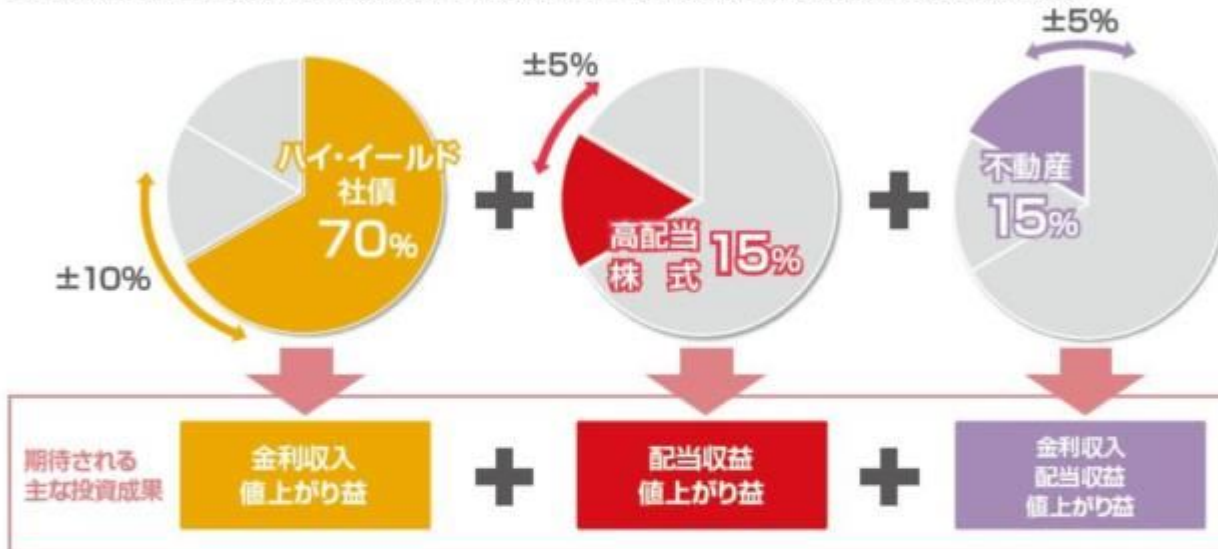 ±5%
±5%
ハイ・イールド
社債
70%
±10%
高配当
株 式
15%
不動産
15%
期待される
主な投資成果
金利収入
値上がり益
配当収益
値上がり益
金利収入
配当収益
値上がり益